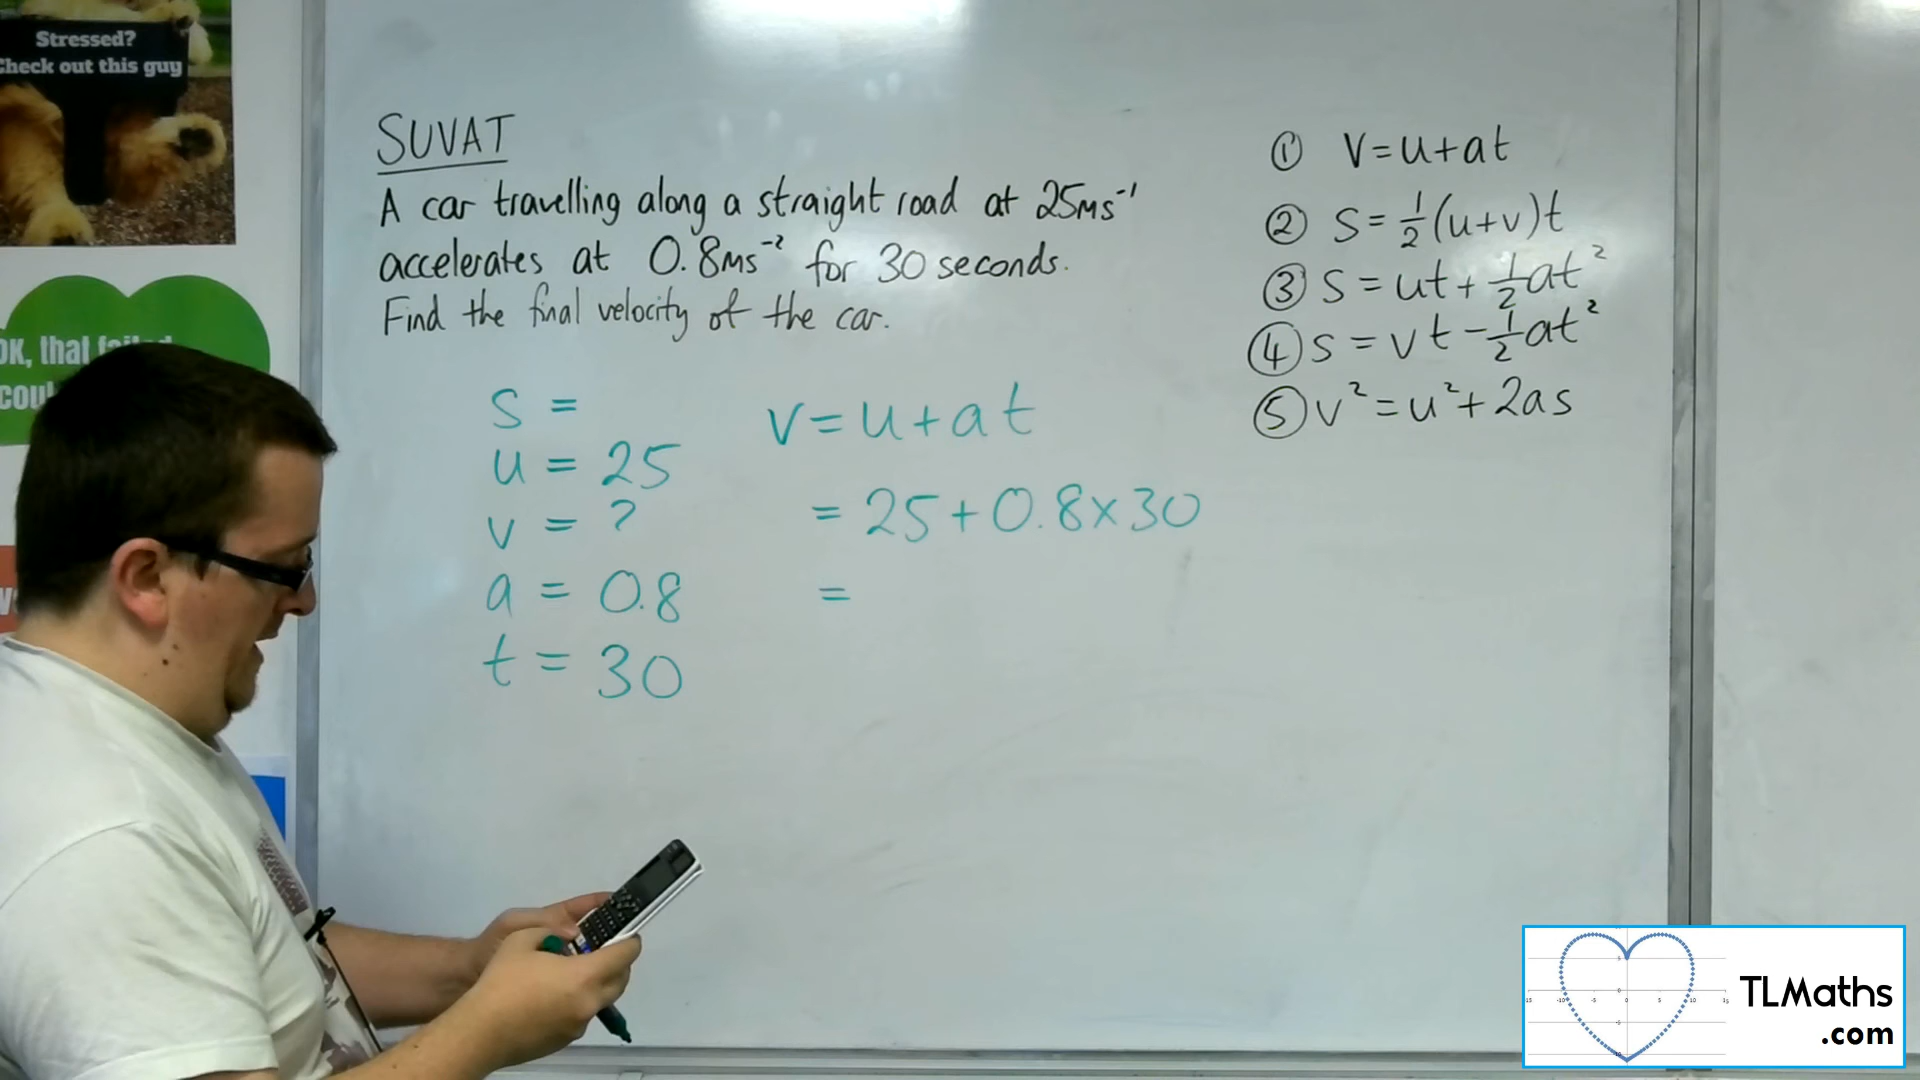 Stressed?
Check out this guy
OK, that failed
SUVAT
A car travelling along a straight road at 25ms⁻¹
accelerates at 0.8ms⁻² for 30 seconds.
Find the final velocity of the car.
① v=u+at
② s=½(u+v)t
③ s=ut+½at²
④ s=vt-½at²
⑤ v²=u²+2as
s =
u = 25
v = ?
a = 0.8
t = 30
v=u+at
= 25+0.8×30
=
TLMaths
.com